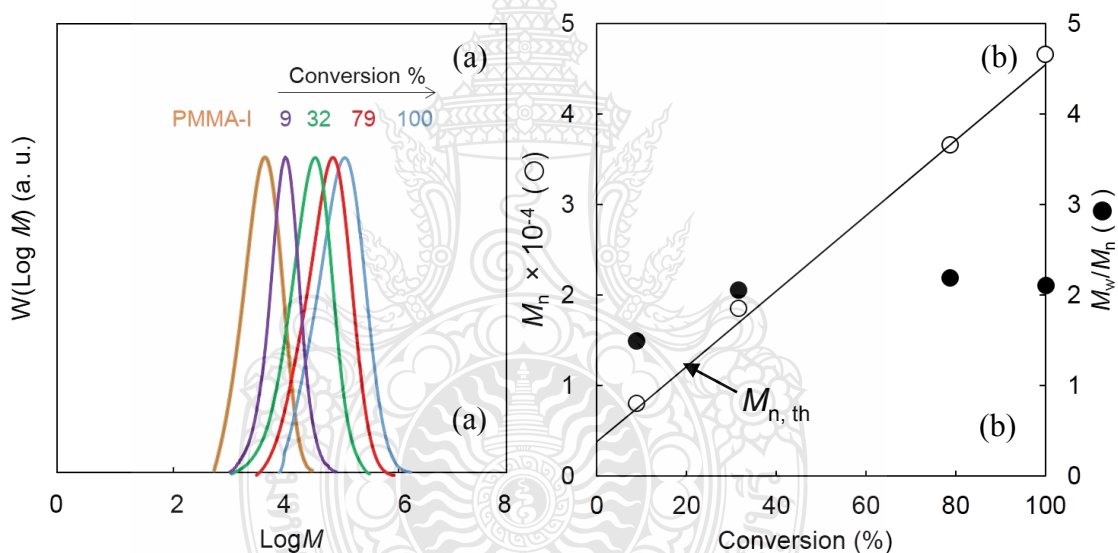 (a)
Conversion %
PMMA-I 9 32 79 100
W(Log M) (a. u.)
(a)
0 2 4 6 8
LogM
5
4
3
2
1
0
Mn × 10-4 (○)
(b)
Mn, th
(b)
5
4
3
2
1
0
Mw/Mn (●)
0 20 40 60 80 100
Conversion (%)